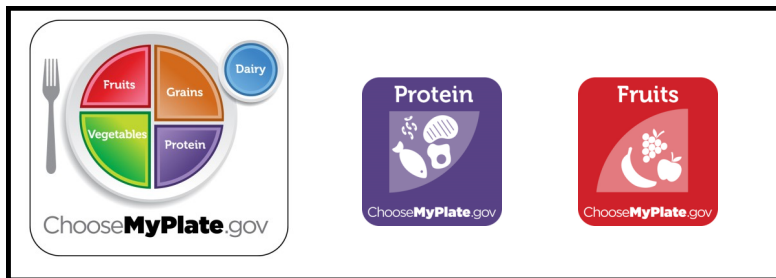 Fruits
Grains
Dairy
Vegetables
Protein
ChooseMyPlate.gov
Protein
ChooseMyPlate.gov
Fruits
ChooseMyPlate.gov